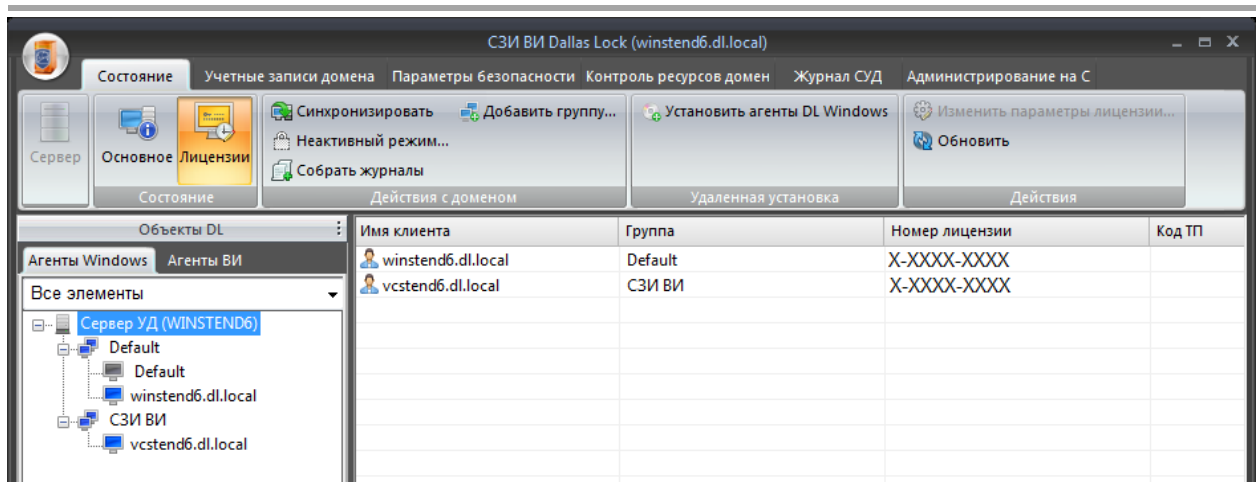 СЗИ ВИ Dallas Lock (winstend6.dl.local)
Состояние Учетные записи домена Параметры безопасности Контроль ресурсов домен Журнал СУД Администрирование на С
Синхронизировать Добавить группу... Установить агенты DL Windows Изменить параметры лицензии...
Сервер Основное Лицензии Неактивный режим... Обновить
Собрать журналы
Состояние Действия с доменом Удаленная установка Действия
Объекты DL Имя клиента Группа Номер лицензии Код ТП
Агенты Windows Агенты ВИ winstend6.dl.local Default X-XXXX-XXXX
Все элементы vcstend6.dl.local СЗИ ВИ X-XXXX-XXXX
Сервер УД (WINSTEND6)
Default
Default
winstend6.dl.local
СЗИ ВИ
vcstend6.dl.local